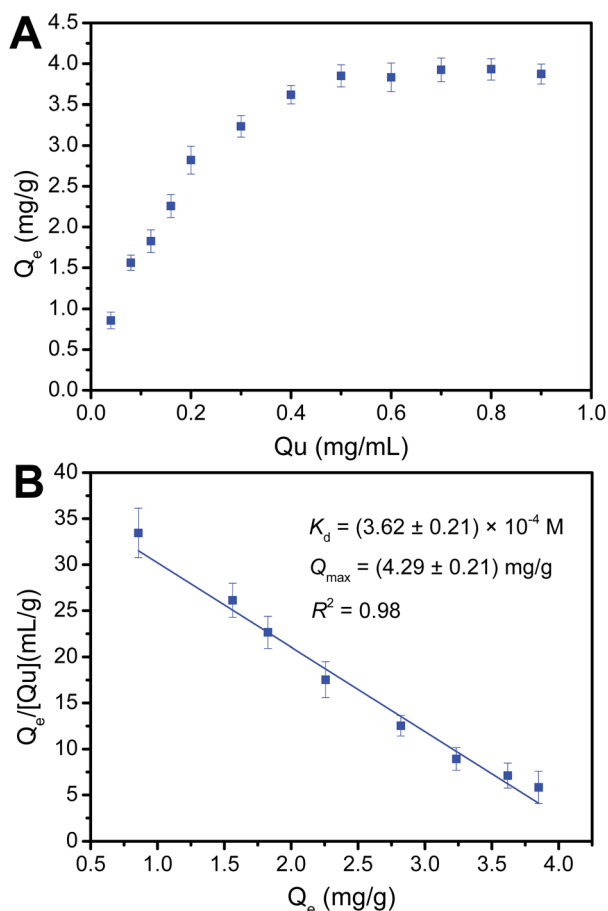 A
4.5
4.0
3.5
3.0
2.5
2.0
1.5
1.0
0.5
0.0
Qe (mg/g)
0.0 0.2 0.4 0.6 0.8 1.0
Qu (mg/mL)
B
40
35
30
25
20
15
10
5
0
Qe/[Qu](mL/g)
Kd = (3.62 ± 0.21) × 10⁻⁴ M
Qmax = (4.29 ± 0.21) mg/g
R² = 0.98
0.5 1.0 1.5 2.0 2.5 3.0 3.5 4.0
Qe (mg/g)